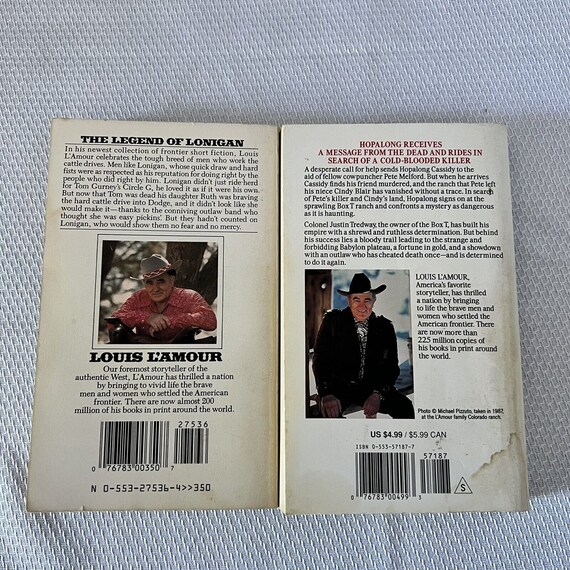 THE LEGEND OF LONIGAN
In his newest collection of frontier short fiction, Louis
L'Amour celebrates the tough breed of men who work the
cattle drives. Men like Lonigan, whose quick draw and hard
fists were as respected as his reputation for doing right by the
people who did right by him. Lonigan didn't just ride herd
for Tom Gurney's Circle G, he loved it as if it were his own.
But now that Tom was dead his daughter Ruth was braving
the hard cattle drive into Dodge, and it didn't look like she
would make it—thanks to the conniving outlaw band who
thought she was easy pickin'. But they hadn't counted on
Lonigan, who would show them no fear and no mercy.
LOUIS L'AMOUR
Our foremost storyteller of the
authentic West, L'Amour has thrilled a nation
by bringing to vivid life the brave
men and women who settled the American
frontier. There are now almost 200
million of his books in print around the world.
27536
0 76783 00350 7
N 0-553-27536-4>>350
HOPALONG RECEIVES
A MESSAGE FROM THE DEAD AND RIDES IN
SEARCH OF A COLD-BLOODED KILLER
A desperate call for help sends Hopalong Cassidy to the
aid of fellow cowpuncher Pete Melford. But when he arrives
Cassidy finds his friend murdered, and the ranch that Pete left
his niece Cindy Blair has vanished without a trace. In search
of Pete's killer and Cindy's land, Hopalong signs on at the
sprawling Box T ranch and confronts a mystery as dangerous
as it is haunting.
Colonel Justin Tredway, the owner of the Box T, has built his
empire with a shrewd and ruthless determination. But behind
his success lies a bloody trail leading to the strange and
forbidding Babylon plateau, a fortune in gold, and a showdown
with an outlaw who has cheated death once—and is determined
to do it again.
LOUIS L'AMOUR,
America's favorite
storyteller, has thrilled
a nation by bringing
to life the brave men and
women who settled the
American frontier. There
are now more than
225 million copies of
his books in print around
the world.
Photo © Michael Pizzuto, taken in 1987,
at the L'Amour family Colorado ranch.
US $4.99 / $5.99 CAN
ISBN 0-553-57187-7
57187
0 76783 00499 3
S